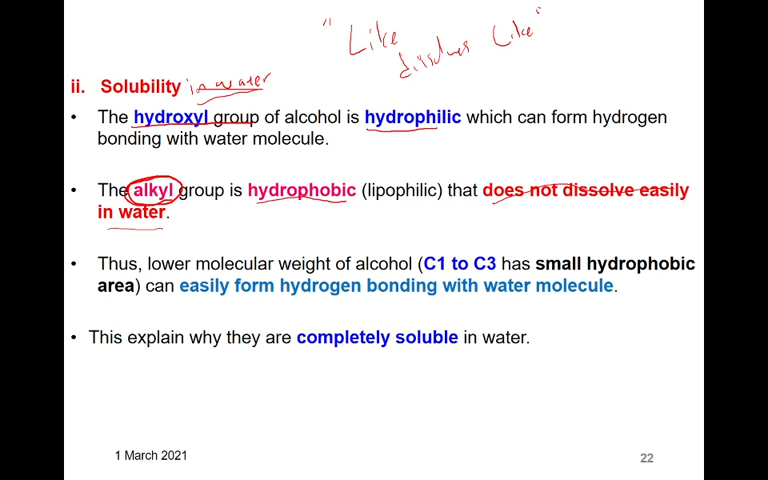 "Like
dissolves Like"
ii. Solubility in water
• The hydroxyl group of alcohol is hydrophilic which can form hydrogen
bonding with water molecule.
• The alkyl group is hydrophobic (lipophilic) that does not dissolve easily
in water.
• Thus, lower molecular weight of alcohol (C1 to C3 has small hydrophobic
area) can easily form hydrogen bonding with water molecule.
• This explain why they are completely soluble in water.
1 March 2021
22